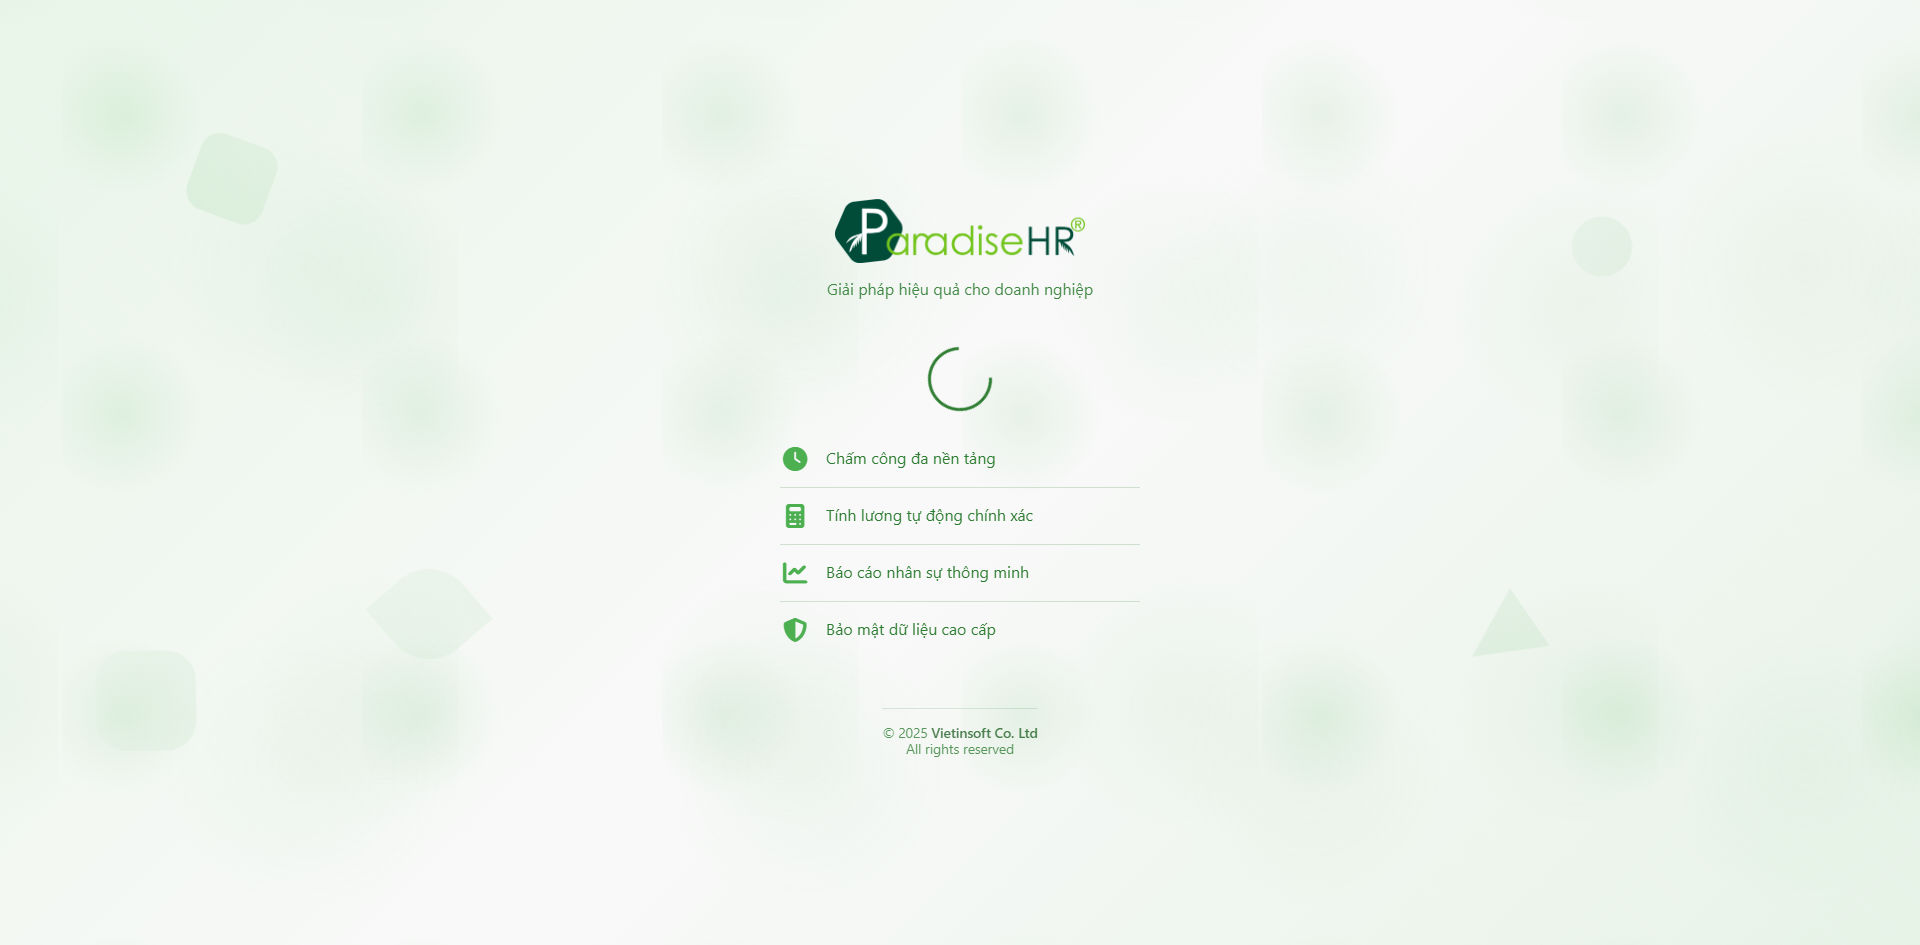 ParadiseHR®
Giải pháp hiệu quả cho doanh nghiệp
Chấm công đa nền tảng
Tính lương tự động chính xác
Báo cáo nhân sự thông minh
Bảo mật dữ liệu cao cấp
© 2025 Vietinsoft Co. Ltd
All rights reserved